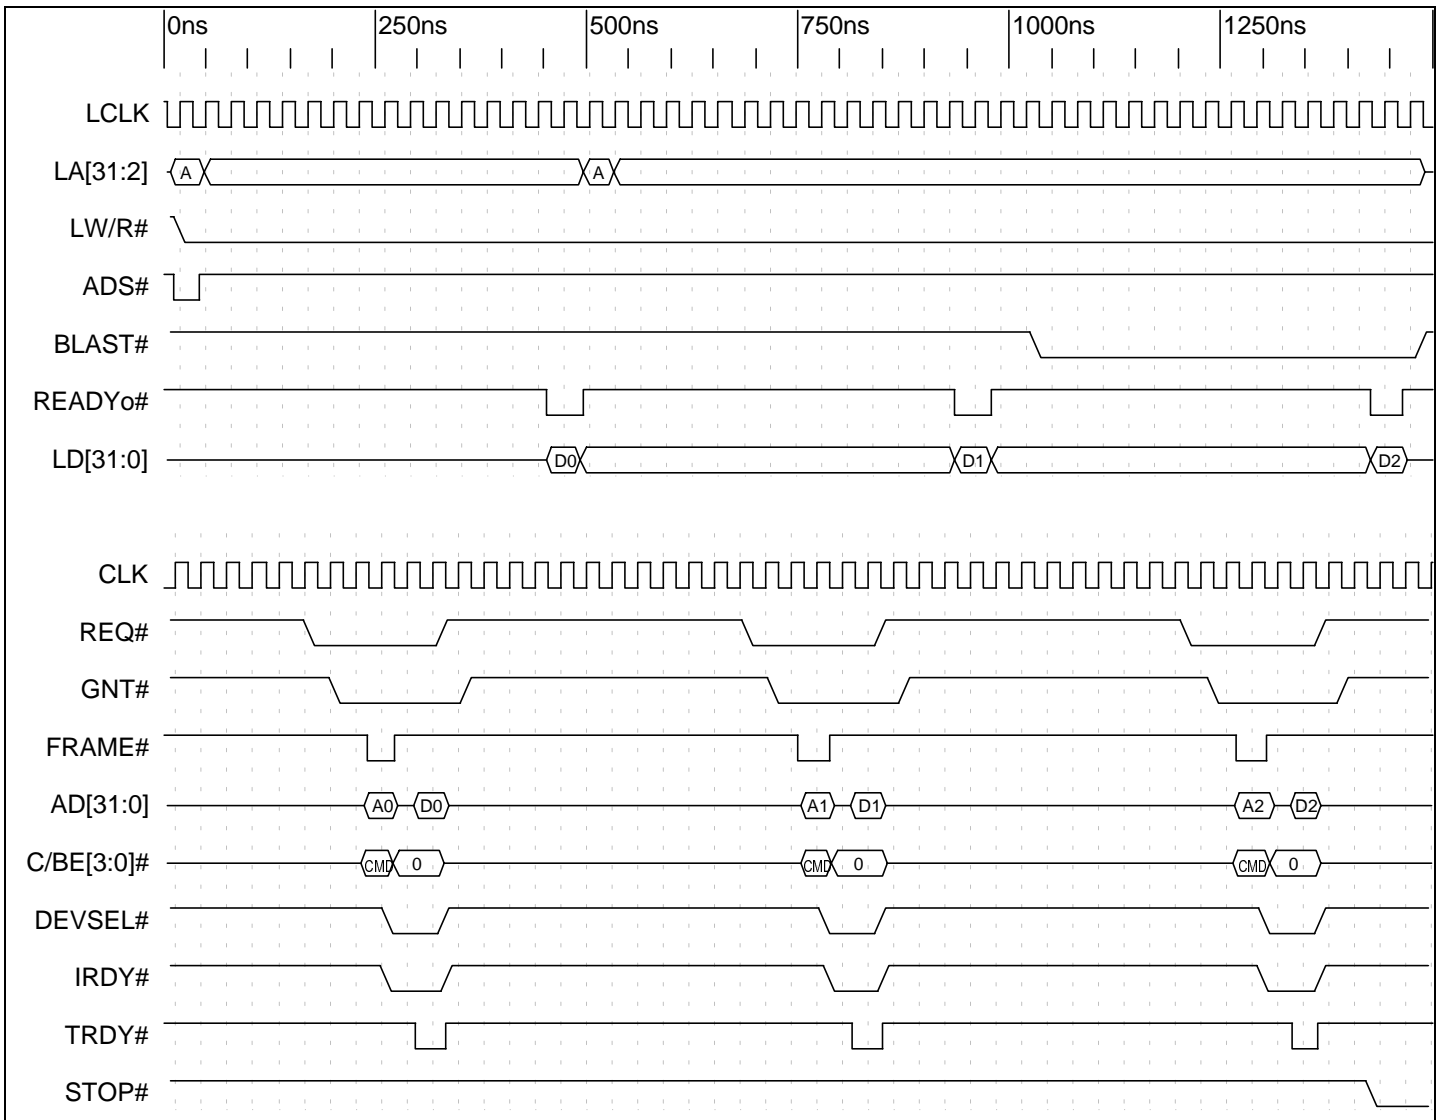 0ns 250ns 500ns 750ns 1000ns 1250ns
LCLK
LA[31:2] A A
LW/R#
ADS#
BLAST#
READYo#
LD[31:0] D0 D1 D2
CLK
REQ#
GNT#
FRAME#
AD[31:0] A0 D0 A1 D1 A2 D2
C/BE[3:0]# CMD 0 CMD 0 CMD 0
DEVSEL#
IRDY#
TRDY#
STOP#